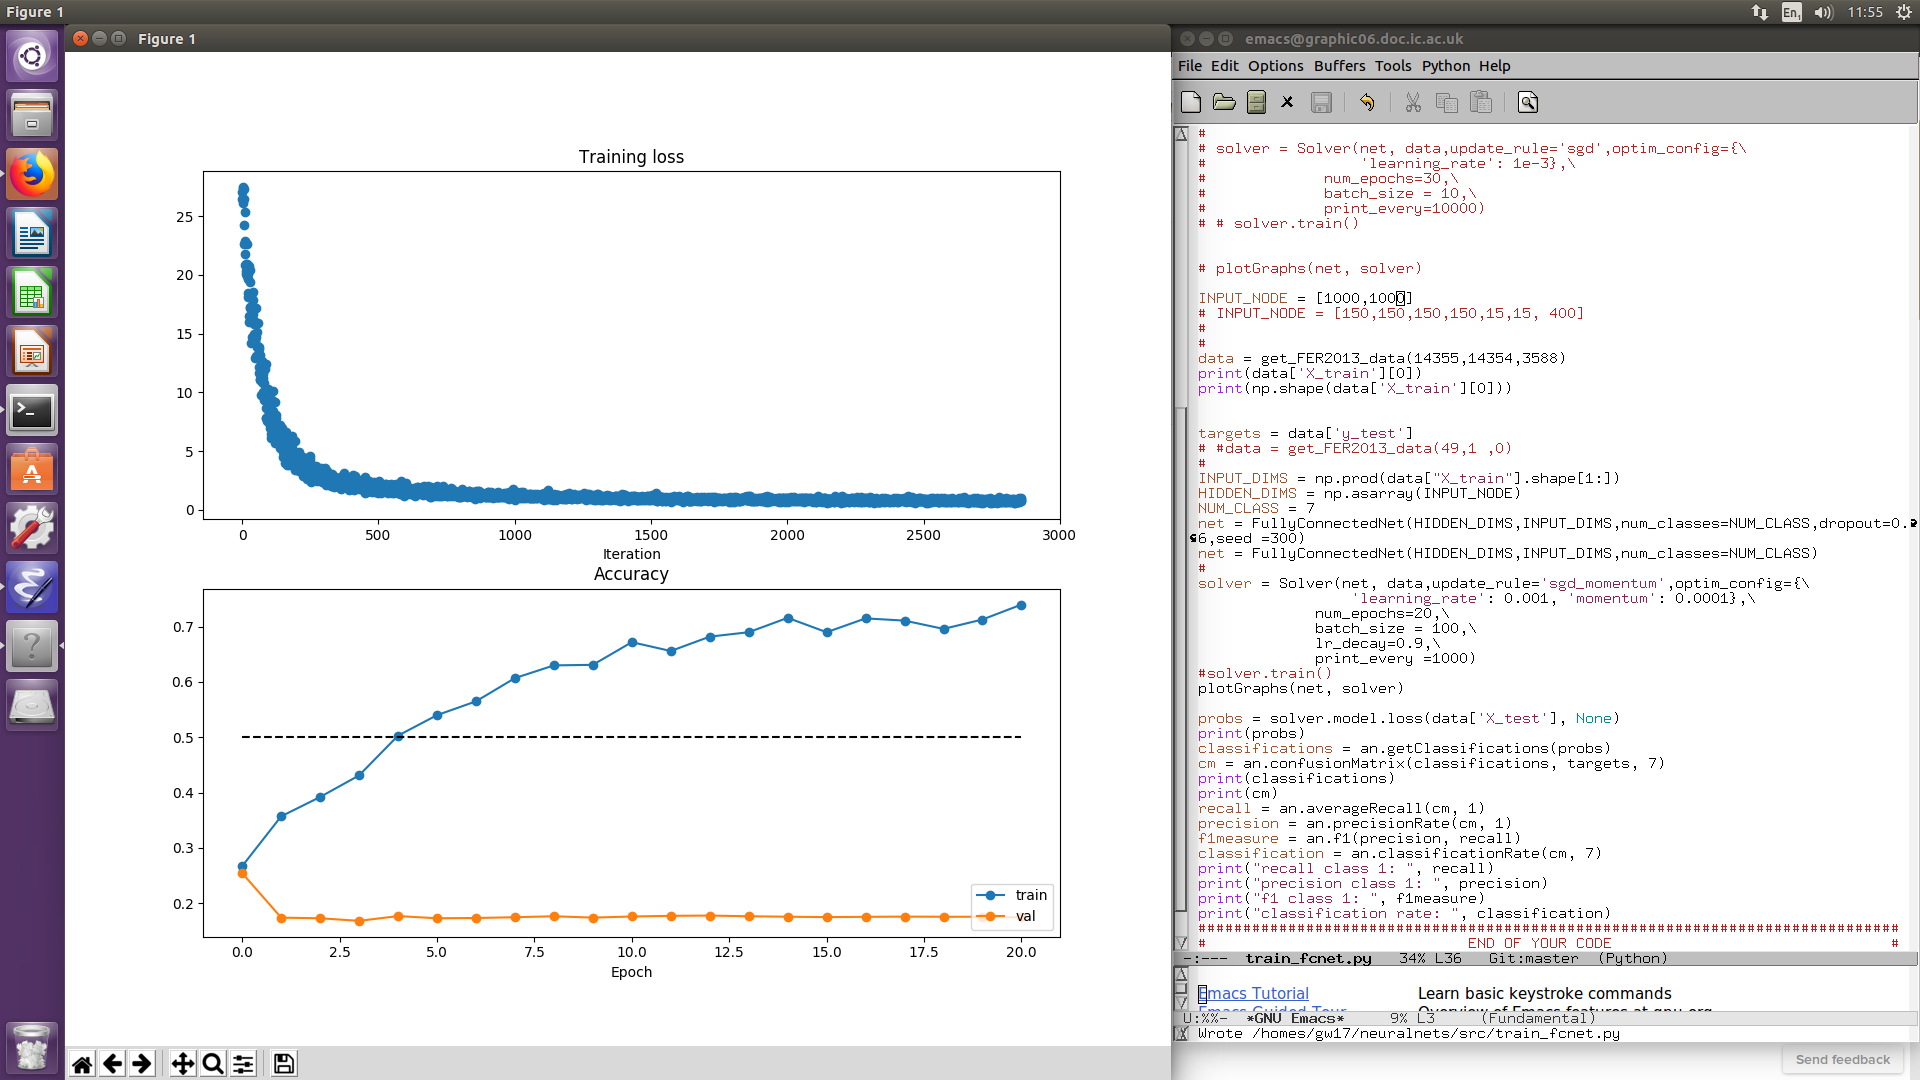 Figure 1
En1
11:55
Figure 1
Training loss
25
20
15
10
5
0
0 500 1000 1500 2000 2500 3000
Iteration
Accuracy
0.7
0.6
0.5
0.4
0.3
0.2
train
val
0.0 2.5 5.0 7.5 10.0 12.5 15.0 17.5 20.0
Epoch
emacs@graphic06.doc.ic.ac.uk
File Edit Options Buffers Tools Python Help
#
# solver = Solver(net, data,update_rule='sgd',optim_config={\
# 'learning_rate': 1e-3},\
# num_epochs=30,\
# batch_size = 10,\
# print_every=10000)
# # solver.train()
# plotGraphs(net, solver)
INPUT_NODE = [1000,1000]
# INPUT_NODE = [150,150,150,150,15,15, 400]
#
#
data = get_FER2013_data(14355,14354,3588)
print(data['X_train'][0])
print(np.shape(data['X_train'][0]))
targets = data['y_test']
# #data = get_FER2013_data(49,1 ,0)
#
INPUT_DIMS = np.prod(data["X_train"].shape[1:])
HIDDEN_DIMS = np.asarray(INPUT_NODE)
NUM_CLASS = 7
net = FullyConnectedNet(HIDDEN_DIMS,INPUT_DIMS,num_classes=NUM_CLASS,dropout=0.
6,seed =300)
net = FullyConnectedNet(HIDDEN_DIMS,INPUT_DIMS,num_classes=NUM_CLASS)
#
solver = Solver(net, data,update_rule='sgd_momentum',optim_config={\
'learning_rate': 0.001, 'momentum': 0.0001},\
num_epochs=20,\
batch_size = 100,\
lr_decay=0.9,\
print_every =1000)
#solver.train()
plotGraphs(net, solver)
probs = solver.model.loss(data['X_test'], None)
print(probs)
classifications = an.getClassifications(probs)
cm = an.confusionMatrix(classifications, targets, 7)
print(classifications)
print(cm)
recall = an.averageRecall(cm, 1)
precision = an.precisionRate(cm, 1)
f1measure = an.f1(precision, recall)
classification = an.classificationRate(cm, 7)
print("recall class 1: ", recall)
print("precision class 1: ", precision)
print("f1 class 1: ", f1measure)
print("classification rate: ", classification)
##############################################################################
# END OF YOUR CODE #
-:--- train_fcnet.py 34% L36 Git:master (Python)
Emacs Tutorial Learn basic keystroke commands
Emacs Guided Tour Overview of Emacs features at gnu.org
U:%%- *GNU Emacs* 9% L3 (Fundamental)
Wrote /homes/gw17/neuralnets/src/train_fcnet.py
Send feedback